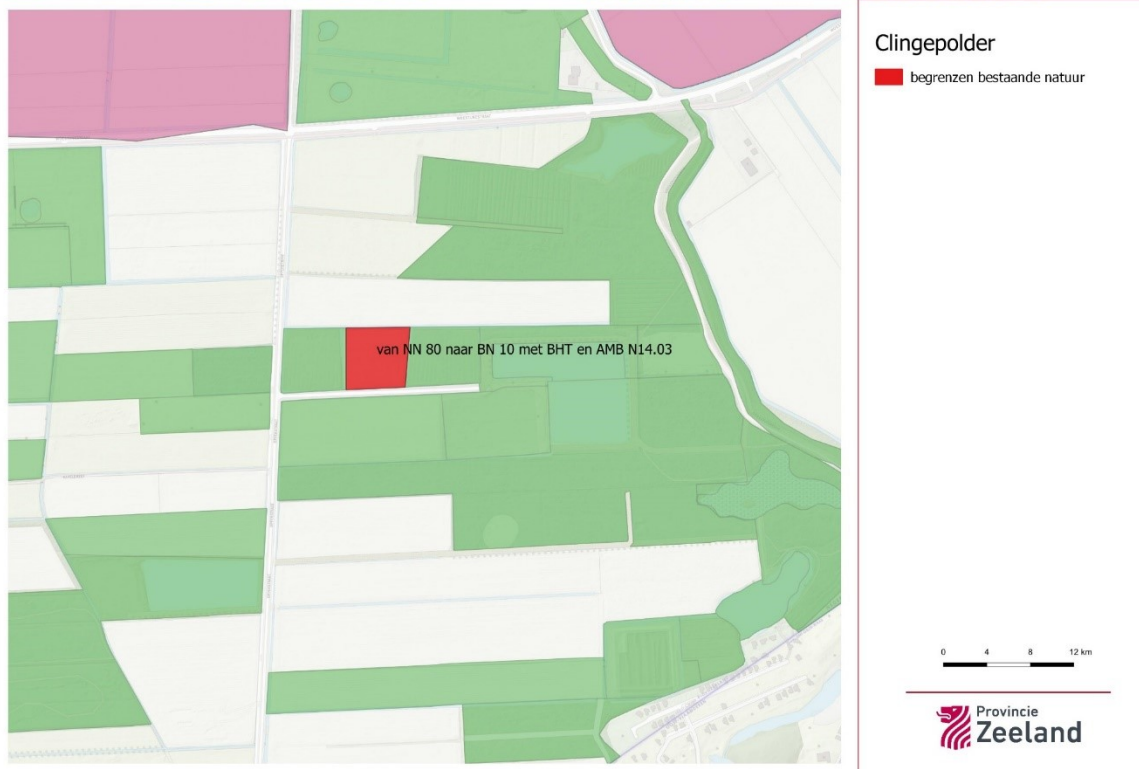 Clingepolder
begrenzen bestaande natuur
van NN 80 naar BN 10 met BHT en AMB N14.03
0 4 8 12 km
Provincie
Zeeland